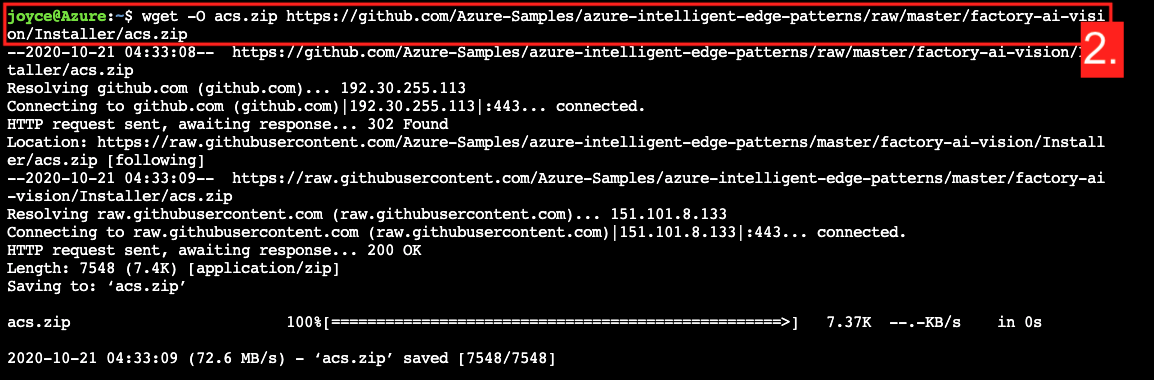 joyce@Azure:~$ wget -O acs.zip https://github.com/Azure-Samples/azure-intelligent-edge-patterns/raw/master/factory-ai-visi
on/Installer/acs.zip
2.
--2020-10-21 04:33:08-- https://github.com/Azure-Samples/azure-intelligent-edge-patterns/raw/master/factory-ai-vision/
taller/acs.zip
Resolving github.com (github.com)... 192.30.255.113
Connecting to github.com (github.com)|192.30.255.113|:443... connected.
HTTP request sent, awaiting response... 302 Found
Location: https://raw.githubusercontent.com/Azure-Samples/azure-intelligent-edge-patterns/master/factory-ai-vision/Install
er/acs.zip [following]
--2020-10-21 04:33:09-- https://raw.githubusercontent.com/Azure-Samples/azure-intelligent-edge-patterns/master/factory-ai
-vision/Installer/acs.zip
Resolving raw.githubusercontent.com (raw.githubusercontent.com)... 151.101.8.133
Connecting to raw.githubusercontent.com (raw.githubusercontent.com)|151.101.8.133|:443... connected.
HTTP request sent, awaiting response... 200 OK
Length: 7548 (7.4K) [application/zip]
Saving to: ‘acs.zip’
acs.zip 100%[==================================================>] 7.37K --.-KB/s in 0s
2020-10-21 04:33:09 (72.6 MB/s) - ‘acs.zip’ saved [7548/7548]